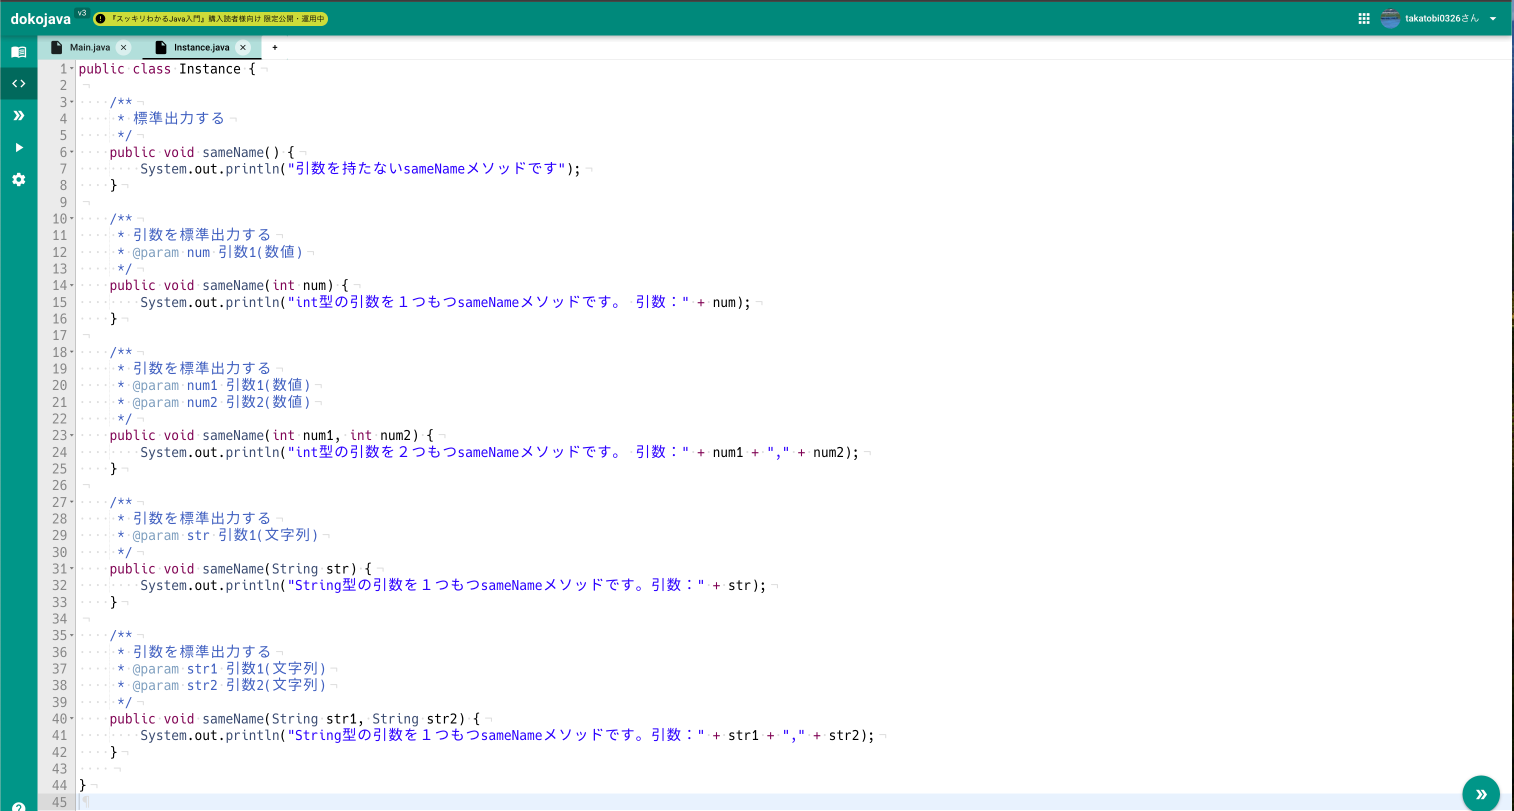 dokojava v3 『スッキリわかるJava入門』購入読者様向け 限定公開・運用中 takatobi0326さん
Main.java Instance.java +
1 public class Instance {
2
3     /**
4      * 標準出力する
5      */
6     public void sameName() {
7         System.out.println("引数を持たないsameNameメソッドです");
8     }
9
10     /**
11      * 引数を標準出力する
12      * @param num 引数1(数値)
13      */
14     public void sameName(int num) {
15         System.out.println("int型の引数を１つもつsameNameメソッドです。 引数：" + num);
16     }
17
18     /**
19      * 引数を標準出力する
20      * @param num1 引数1(数値)
21      * @param num2 引数2(数値)
22      */
23     public void sameName(int num1, int num2) {
24         System.out.println("int型の引数を２つもつsameNameメソッドです。 引数：" + num1 + "," + num2);
25     }
26
27     /**
28      * 引数を標準出力する
29      * @param str 引数1(文字列)
30      */
31     public void sameName(String str) {
32         System.out.println("String型の引数を１つもつsameNameメソッドです。引数：" + str);
33     }
34
35     /**
36      * 引数を標準出力する
37      * @param str1 引数1(文字列)
38      * @param str2 引数2(文字列)
39      */
40     public void sameName(String str1, String str2) {
41         System.out.println("String型の引数を１つもつsameNameメソッドです。引数：" + str1 + "," + str2);
42     }
43
44 }
45